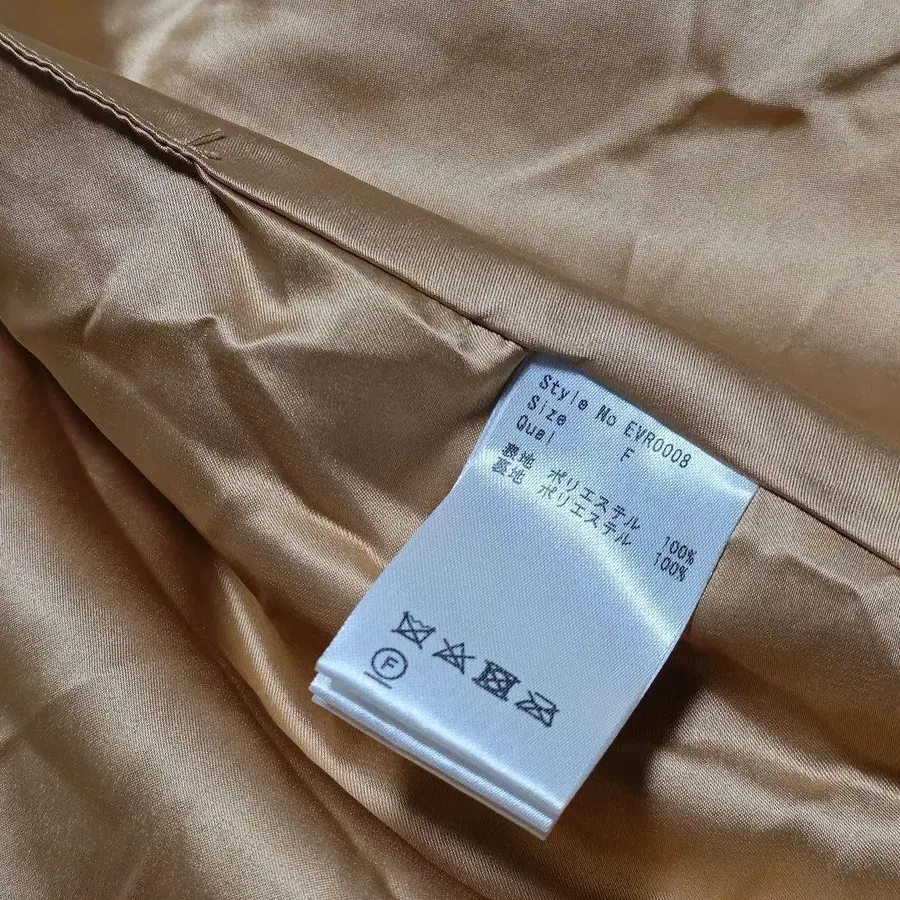 Style No EVR0008
Size F
Qual
表地 ポリエステル 100%
裏地 ポリエステル 100%
F